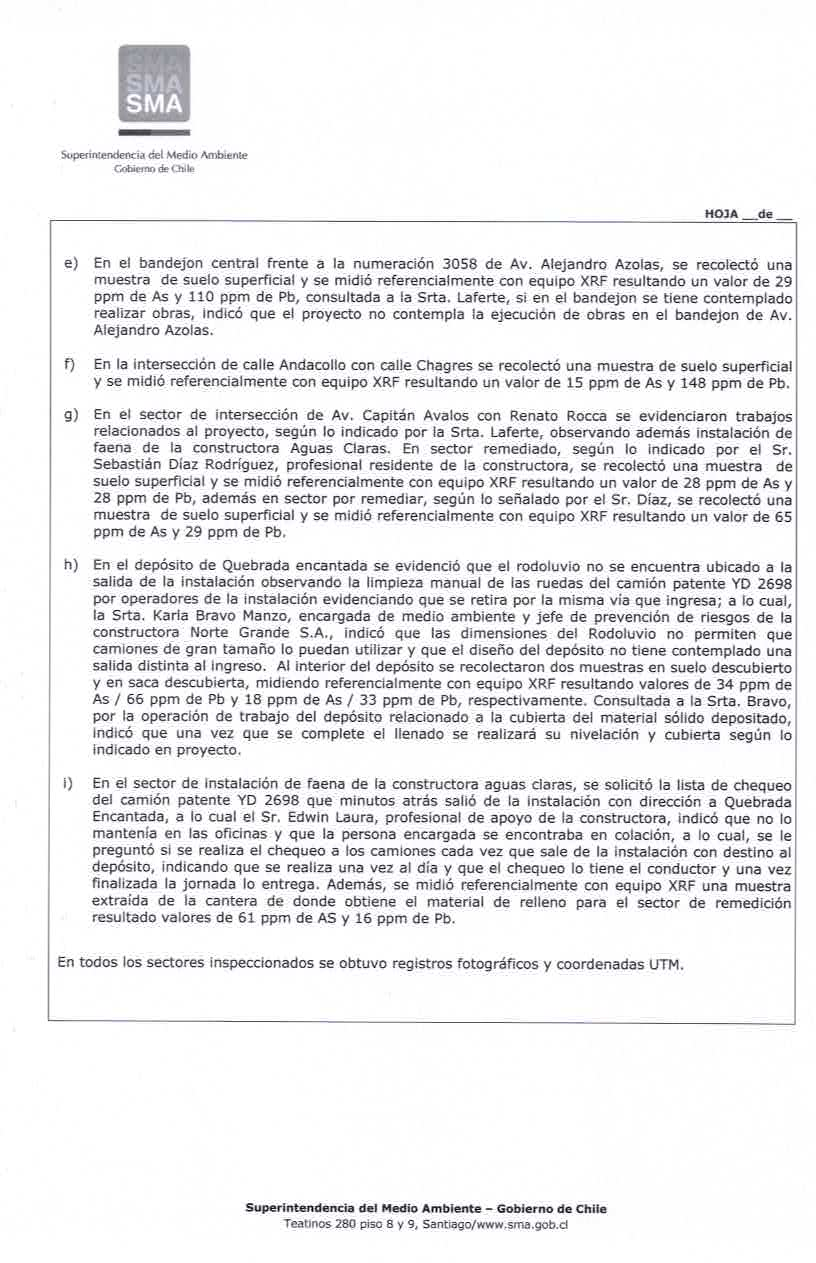 SMA
SMA
SMA
Superintendencia del Medio Ambiente
Gobierno de Chile
HOJA __de __
e) En el bandejon central frente a la numeración 3058 de Av. Alejandro Azolas, se recolectó una
muestra de suelo superficial y se midió referencialmente con equipo XRF resultando un valor de 29
ppm de As y 110 ppm de Pb, consultada a la Srta. Laferte, si en el bandejon se tiene contemplado
realizar obras, indicó que el proyecto no contempla la ejecución de obras en el bandejon de Av.
Alejandro Azolas.
f) En la intersección de calle Andacollo con calle Chagres se recolectó una muestra de suelo superficial
y se midió referencialmente con equipo XRF resultando un valor de 15 ppm de As y 148 ppm de Pb.
g) En el sector de intersección de Av. Capitán Avalos con Renato Rocca se evidenciaron trabajos
relacionados al proyecto, según lo indicado por la Srta. Laferte, observando además instalación de
faena de la constructora Aguas Claras. En sector remediado, según lo indicado por el Sr.
Sebastián Díaz Rodríguez, profesional residente de la constructora, se recolectó una muestra de
suelo superficial y se midió referencialmente con equipo XRF resultando un valor de 28 ppm de As y
28 ppm de Pb, además en sector por remediar, según lo señalado por el Sr. Díaz, se recolectó una
muestra de suelo superficial y se midió referencialmente con equipo XRF resultando un valor de 65
ppm de As y 29 ppm de Pb.
h) En el depósito de Quebrada encantada se evidenció que el rodoluvio no se encuentra ubicado a la
salida de la instalación observando la limpieza manual de las ruedas del camión patente YD 2698
por operadores de la instalación evidenciando que se retira por la misma vía que ingresa; a lo cual,
la Srta. Karla Bravo Manzo, encargada de medio ambiente y jefe de prevención de riesgos de la
constructora Norte Grande S.A., indicó que las dimensiones del Rodoluvio no permiten que
camiones de gran tamaño lo puedan utilizar y que el diseño del depósito no tiene contemplado una
salida distinta al ingreso. Al interior del depósito se recolectaron dos muestras en suelo descubierto
y en saca descubierta, midiendo referencialmente con equipo XRF resultando valores de 34 ppm de
As / 66 ppm de Pb y 18 ppm de As / 33 ppm de Pb, respectivamente. Consultada a la Srta. Bravo,
por la operación de trabajo del depósito relacionado a la cubierta del material sólido depositado,
indicó que una vez que se complete el llenado se realizará su nivelación y cubierta según lo
indicado en proyecto.
i) En el sector de instalación de faena de la constructora aguas claras, se solicitó la lista de chequeo
del camión patente YD 2698 que minutos atrás salió de la instalación con dirección a Quebrada
Encantada, a lo cual el Sr. Edwin Laura, profesional de apoyo de la constructora, indicó que no lo
mantenía en las oficinas y que la persona encargada se encontraba en colación, a lo cual, se le
preguntó si se realiza el chequeo a los camiones cada vez que sale de la instalación con destino al
depósito, indicando que se realiza una vez al día y que el chequeo lo tiene el conductor y una vez
finalizada la jornada lo entrega. Además, se midió referencialmente con equipo XRF una muestra
extraída de la cantera de donde obtiene el material de relleno para el sector de remedición
resultado valores de 61 ppm de AS y 16 ppm de Pb.
En todos los sectores inspeccionados se obtuvo registros fotográficos y coordenadas UTM.
Superintendencia del Medio Ambiente – Gobierno de Chile
Teatinos 280 piso 8 y 9, Santiago/www.sma.gob.cl